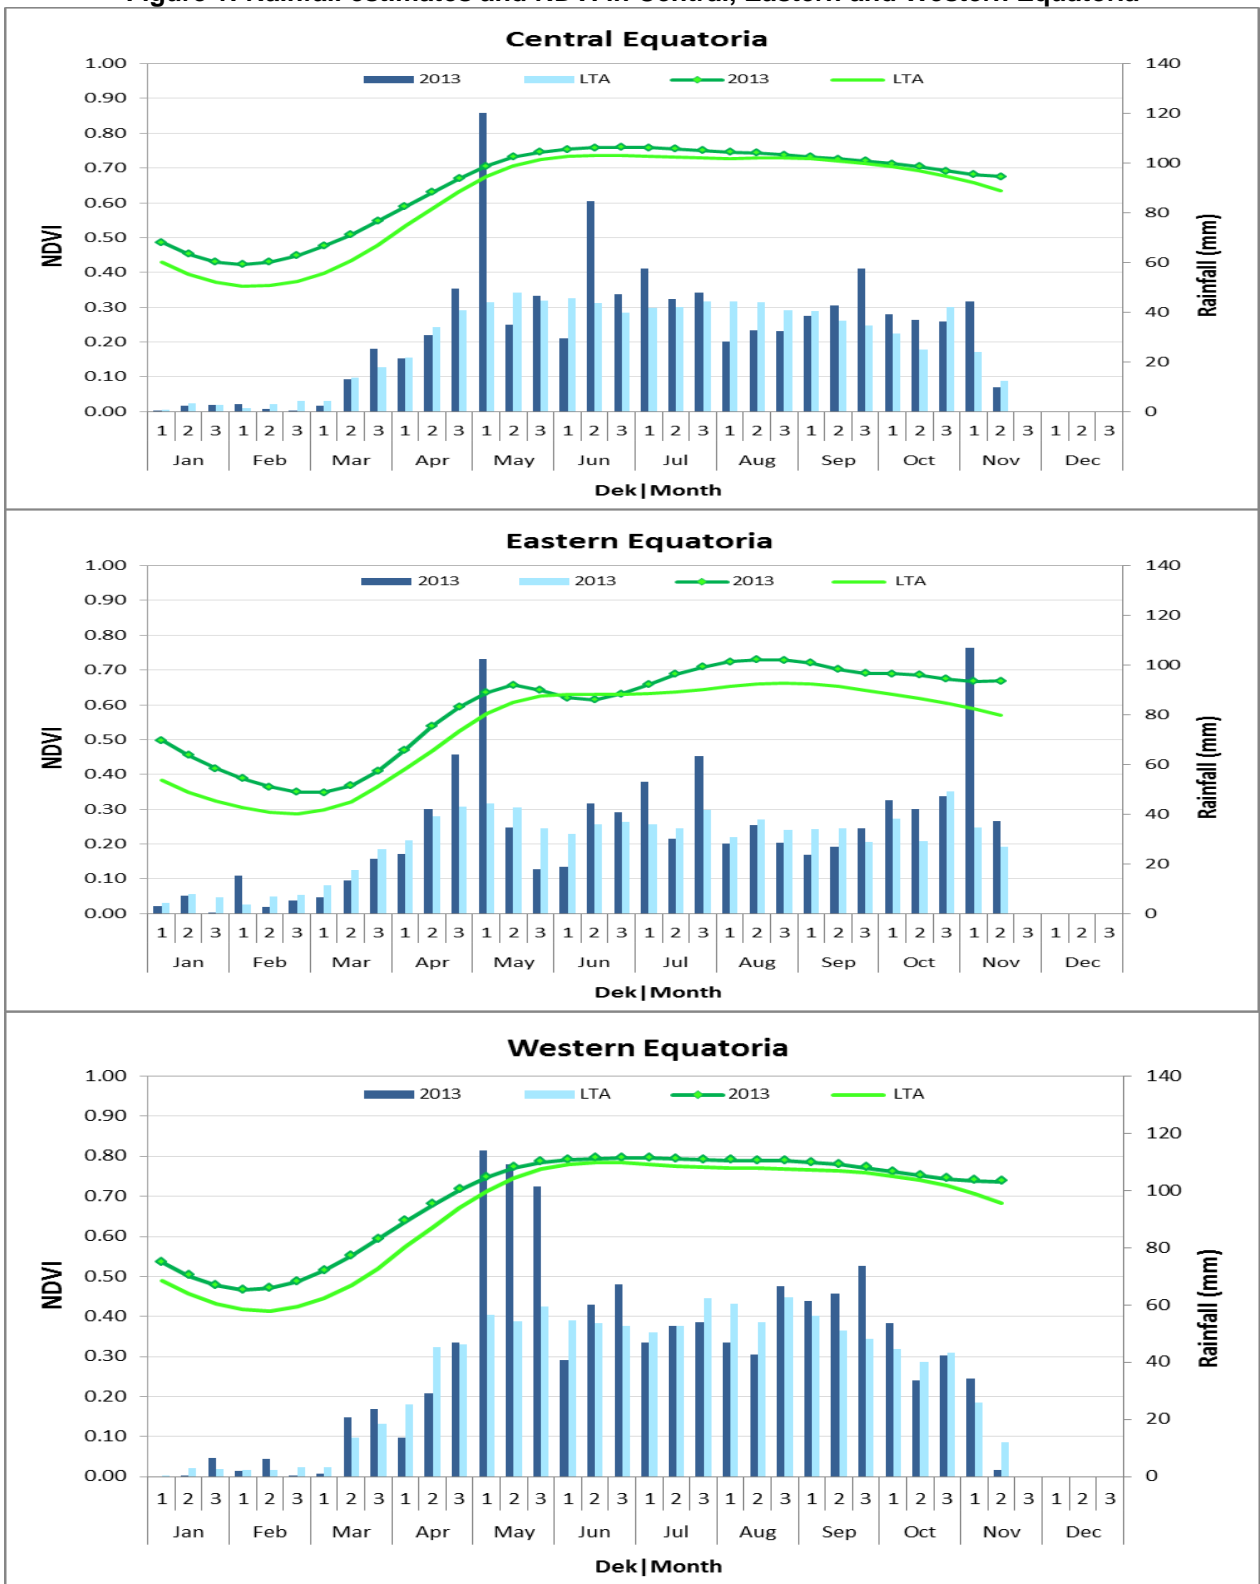 Figure 1: Rainfall estimates and NDVI in Central, Eastern and Western Equatoria
Central Equatoria
2013 LTA 2013 LTA
NDVI
Rainfall (mm)
1.00 140
0.90 120
0.80 100
0.70 80
0.60 60
0.50 40
0.40 20
0.30 0
0.20
0.10
0.00
1 2 3 1 2 3 1 2 3 1 2 3 1 2 3 1 2 3 1 2 3 1 2 3 1 2 3 1 2 3 1 2 3 1 2 3
Jan Feb Mar Apr May Jun Jul Aug Sep Oct Nov Dec
Dek|Month
Eastern Equatoria
2013 2013 2013 LTA
NDVI
Rainfall (mm)
1.00 140
0.90 120
0.80 100
0.70 80
0.60 60
0.50 40
0.40 20
0.30 0
0.20
0.10
0.00
1 2 3 1 2 3 1 2 3 1 2 3 1 2 3 1 2 3 1 2 3 1 2 3 1 2 3 1 2 3 1 2 3 1 2 3
Jan Feb Mar Apr May Jun Jul Aug Sep Oct Nov Dec
Dek|Month
Western Equatoria
2013 LTA 2013 LTA
NDVI
Rainfall (mm)
1.00 140
0.90 120
0.80 100
0.70 80
0.60 60
0.50 40
0.40 20
0.30 0
0.20
0.10
0.00
1 2 3 1 2 3 1 2 3 1 2 3 1 2 3 1 2 3 1 2 3 1 2 3 1 2 3 1 2 3 1 2 3 1 2 3
Jan Feb Mar Apr May Jun Jul Aug Sep Oct Nov Dec
Dek|Month